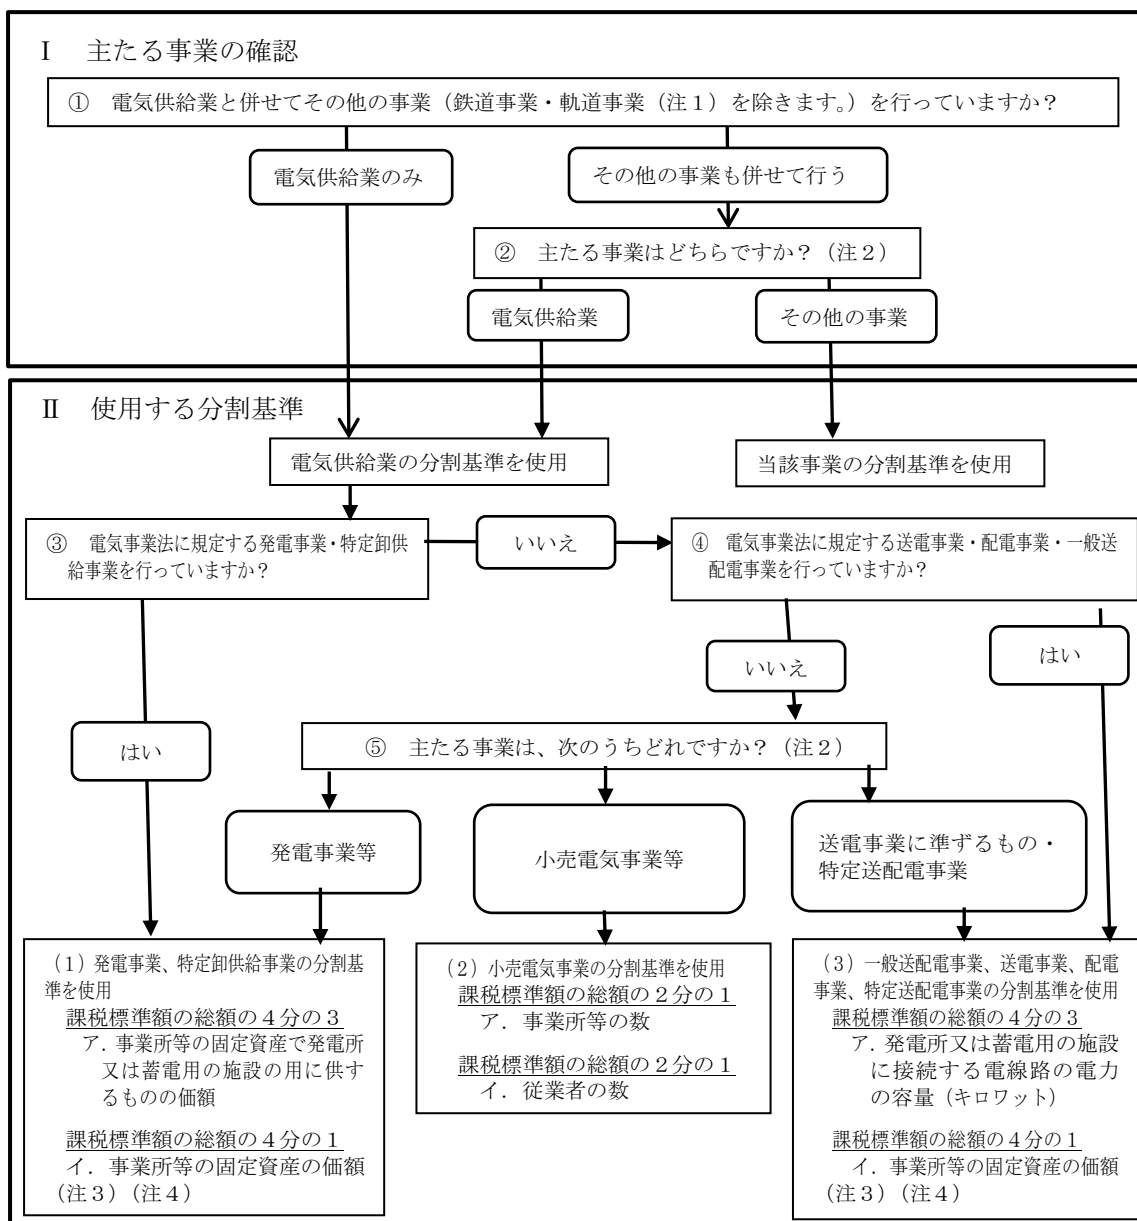 Ⅰ　主たる事業の確認
①　電気供給業と併せてその他の事業（鉄道事業・軌道事業（注１）を除きます。）を行っていますか？
電気供給業のみ
その他の事業も併せて行う
②　主たる事業はどちらですか？（注２）
電気供給業
その他の事業
Ⅱ　使用する分割基準
電気供給業の分割基準を使用
当該事業の分割基準を使用
③　電気事業法に規定する発電事業・特定卸供
給事業を行っていますか？
いいえ
④　電気事業法に規定する送電事業・配電事業・一般送
配電事業を行っていますか？
いいえ
はい
はい
⑤　主たる事業は、次のうちどれですか？（注２）
発電事業等
小売電気事業等
送電事業に準ずるもの・
特定送配電事業
（１）発電事業、特定卸供給事業の分割基
準を使用
課税標準額の総額の４分の３
ア．事業所等の固定資産で発電所
又は蓄電用の施設の用に供す
るものの価額
課税標準額の総額の４分の１
イ．事業所等の固定資産の価額
（注３）（注４）
（２）小売電気事業の分割基準を使用
課税標準額の総額の２分の１
ア．事業所等の数
課税標準額の総額の２分の１
イ．従業者の数
（３）一般送配電事業、送電事業、配電
事業、特定送配電事業の分割基準を使用
課税標準額の総額の４分の３
ア．発電所又は蓄電用の施設
に接続する電線路の電力
の容量（キロワット）
課税標準額の総額の４分の１
イ．事業所等の固定資産の価額
（注３）（注４）